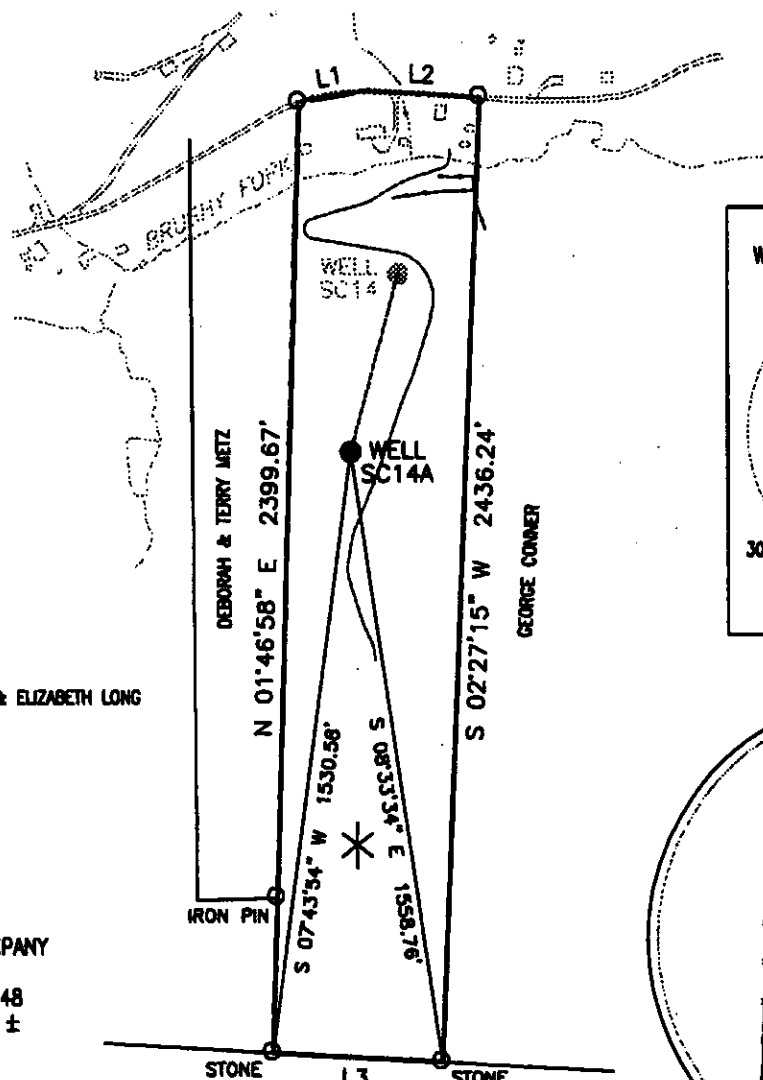 L1
L2
BRUSHY FORK
WELL
SC14
WELL
SC14A
DEBORAH & TERRY METZ
N 01°46'58" E 2399.67'
S 02°27'15" W 2436.24'
GEORGE CONNER
& ELIZABETH LONG
S 07°43'54" W 1530.58'
S 08°33'34" E 1558.76'
IRON PIN
PANY
48
±
STONE
L3
STONE
W
30